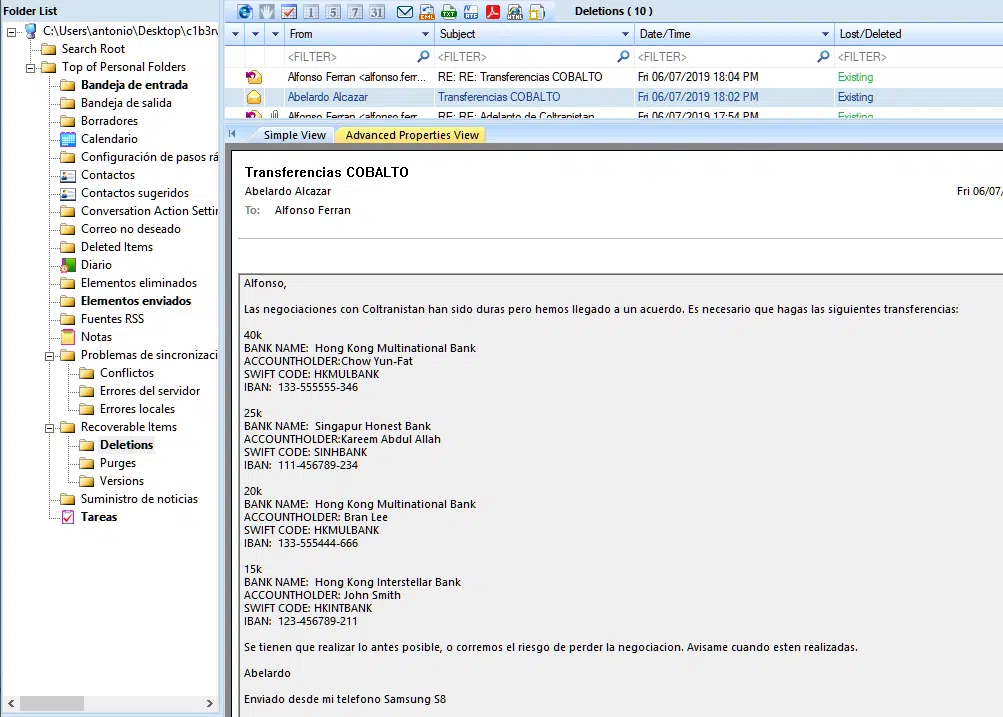 Folder List
C:\Users\antonio\Desktop\c1b3rv
Search Root
Top of Personal Folders
Bandeja de entrada
Bandeja de salida
Borradores
Calendario
Configuración de pasos rá
Contactos
Contactos sugeridos
Conversation Action Settin
Correo no deseado
Deleted Items
Diario
Elementos eliminados
Elementos enviados
Fuentes RSS
Notas
Problemas de sincronizaci
Conflictos
Errores del servidor
Errores locales
Recoverable Items
Deletions
Purges
Versions
Suministro de noticias
Tareas
1 5 7 31 EML TXT RTF HTML Deletions ( 10 )
From Subject Date/Time Lost/Deleted
<FILTER> <FILTER> <FILTER> <FILTER>
Alfonso Ferran <alfonso.ferr... RE: RE: Transferencias COBALTO Fri 06/07/2019 18:04 PM Existing
Abelardo Alcazar Transferencias COBALTO Fri 06/07/2019 18:02 PM Existing
Alfonso Ferran <alfonso.ferr... RE: RE: Adelanto de Coltranistan Fri 06/07/2019 17:54 PM Existing
Simple View Advanced Properties View
Transferencias COBALTO
Abelardo Alcazar Fri 06/07/
To: Alfonso Ferran
Alfonso,
Las negociaciones con Coltranistan han sido duras pero hemos llegado a un acuerdo. Es necesario que hagas las siguientes transferencias:
40k
BANK NAME: Hong Kong Multinational Bank
ACCOUNTHOLDER:Chow Yun-Fat
SWIFT CODE: HKMULBANK
IBAN: 133-555555-346
25k
BANK NAME: Singapur Honest Bank
ACCOUNTHOLDER:Kareem Abdul Allah
SWIFT CODE: SINHBANK
IBAN: 111-456789-234
20k
BANK NAME: Hong Kong Multinational Bank
ACCOUNTHOLDER: Bran Lee
SWIFT CODE: HKMULBANK
IBAN: 133-555444-666
15k
BANK NAME: Hong Kong Interstellar Bank
ACCOUNTHOLDER: John Smith
SWIFT CODE: HKINTBANK
IBAN: 123-456789-211
Se tienen que realizar lo antes posible, o corremos el riesgo de perder la negociacion. Avisame cuando esten realizadas.
Abelardo
Enviado desde mi telefono Samsung S8